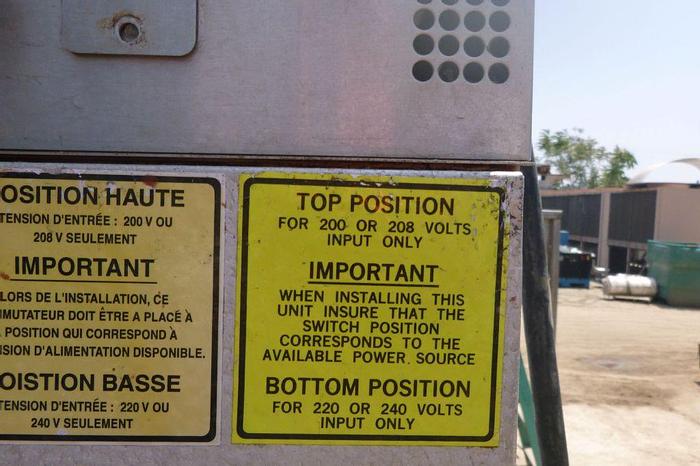 OSITION HAUTE
TENSION D'ENTRÉE : 200 V OU
208 V SEULEMENT
IMPORTANT
LORS DE L'INSTALLATION, CE
MMUTATEUR DOIT ÊTRE A PLACÉ À
POSITION QUI CORRESPOND À
SION D'ALIMENTATION DISPONIBLE.
OISTION BASSE
TENSION D'ENTRÉE : 220 V OU
240 V SEULEMENT
TOP POSITION
FOR 200 OR 208 VOLTS
INPUT ONLY
IMPORTANT
WHEN INSTALLING THIS
UNIT INSURE THAT THE
SWITCH POSITION
CORRESPONDS TO THE
AVAILABLE POWER SOURCE
BOTTOM POSITION
FOR 220 OR 240 VOLTS
INPUT ONLY